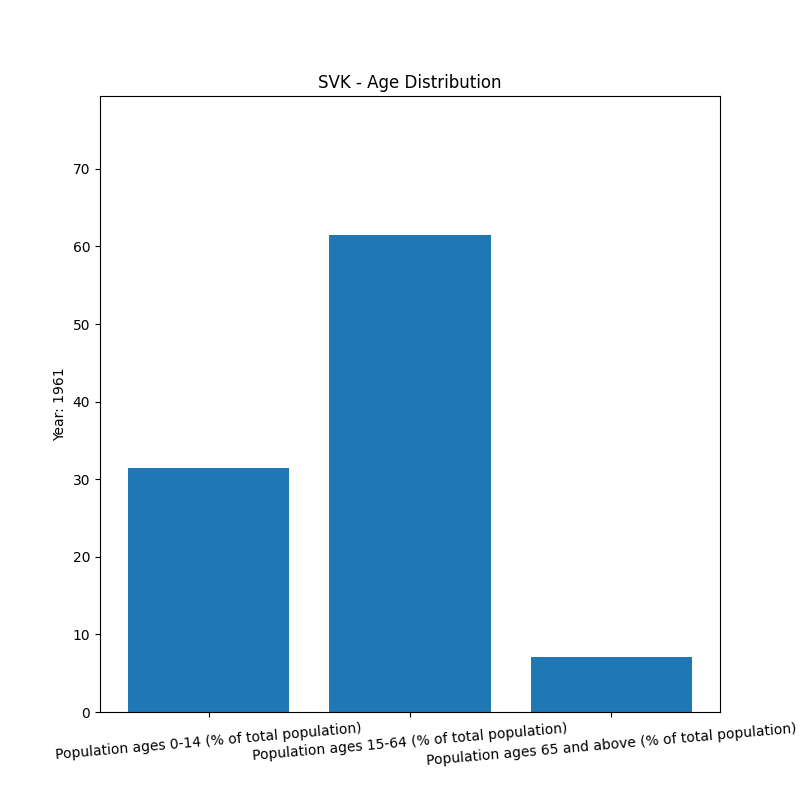 SVK - Age Distribution
Year: 1961
70
60
50
40
30
20
10
0
Population ages 0-14 (% of total population)
Population ages 15-64 (% of total population)
Population ages 65 and above (% of total population)